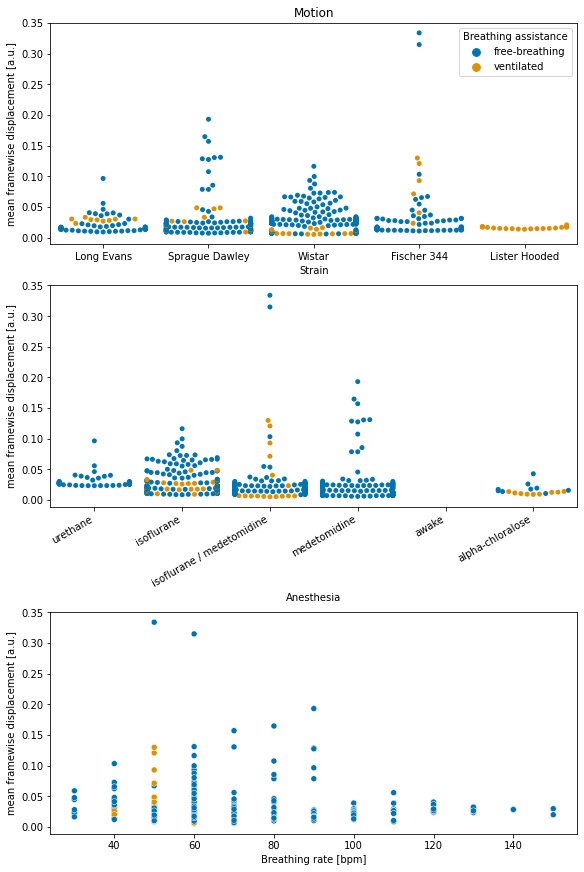 Motion
mean framewise displacement [a.u.]
0.35
0.30
0.25
0.20
0.15
0.10
0.05
0.00
Breathing assistance
free-breathing
ventilated
Long Evans
Sprague Dawley
Wistar
Fischer 344
Lister Hooded
Strain
mean framewise displacement [a.u.]
0.35
0.30
0.25
0.20
0.15
0.10
0.05
0.00
urethane
isoflurane
isoflurane / medetomidine
medetomidine
awake
alpha-chloralose
Anesthesia
mean framewise displacement [a.u.]
0.35
0.30
0.25
0.20
0.15
0.10
0.05
0.00
40
60
80
100
120
140
Breathing rate [bpm]